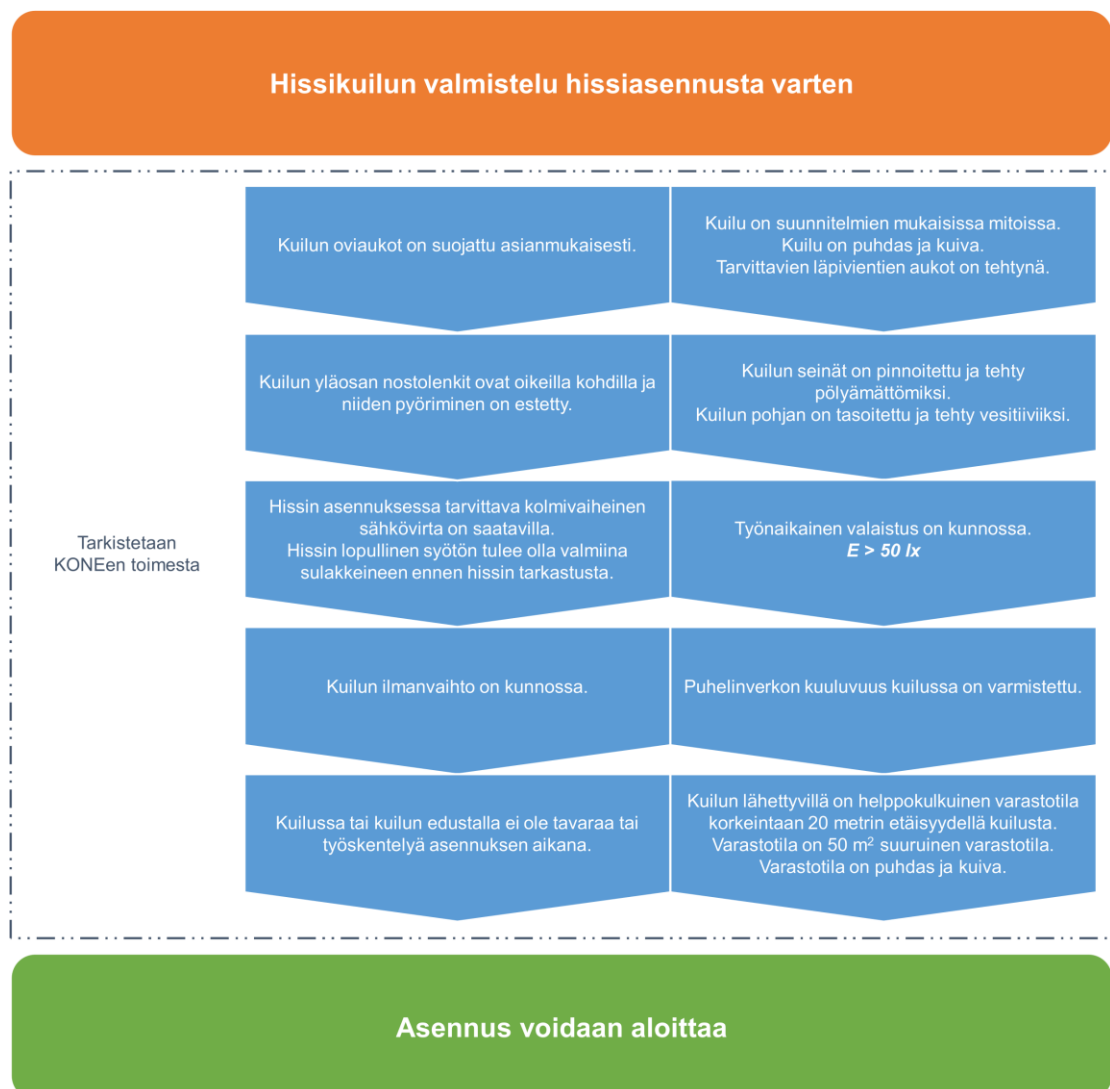 Hissikuilun valmistelu hissiasennusta varten
Kuilun oviaukot on suojattu asianmukaisesti.
Kuilu on suunnitelmien mukaisissa mitoissa.
Kuilu on puhdas ja kuiva.
Tarvittavien läpivientien aukot on tehtynä.
Kuilun yläosan nostolenkit ovat oikeilla kohdilla ja
niiden pyöriminen on estetty.
Kuilun seinät on pinnoitettu ja tehty
pölyämättömiksi.
Kuilun pohjan on tasoitettu ja tehty vesitiiviiksi.
Tarkistetaan
KONEen toimesta
Hissin asennuksessa tarvittava kolmivaiheinen
sähkövirta on saatavilla.
Hissin lopullinen syötön tulee olla valmiina
sulakkeineen ennen hissin tarkastusta.
Työnaikainen valaistus on kunnossa.
E > 50 lx
Kuilun ilmanvaihto on kunnossa.
Puhelinverkon kuuluvuus kuilussa on varmistettu.
Kuilussa tai kuilun edustalla ei ole tavaraa tai
työskentelyä asennuksen aikana.
Kuilun lähettyvillä on helppokulkuinen varastotila
korkeintaan 20 metrin etäisyydellä kuilusta.
Varastotila on 50 m² suuruinen varastotila.
Varastotila on puhdas ja kuiva.
Asennus voidaan aloittaa